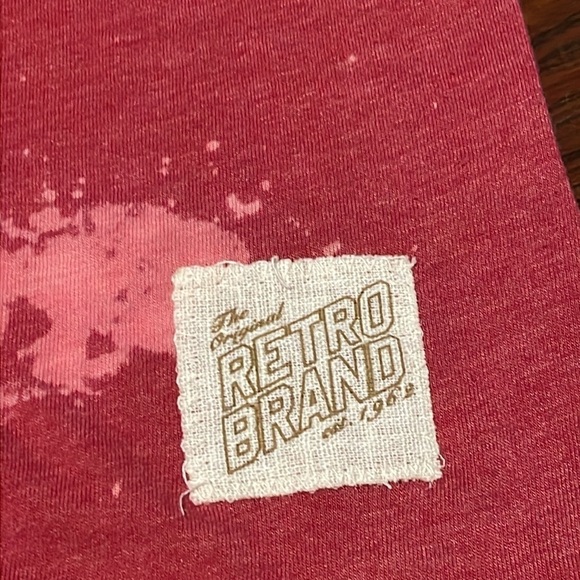 The
Original
RETRO
BRAND
est. 1962